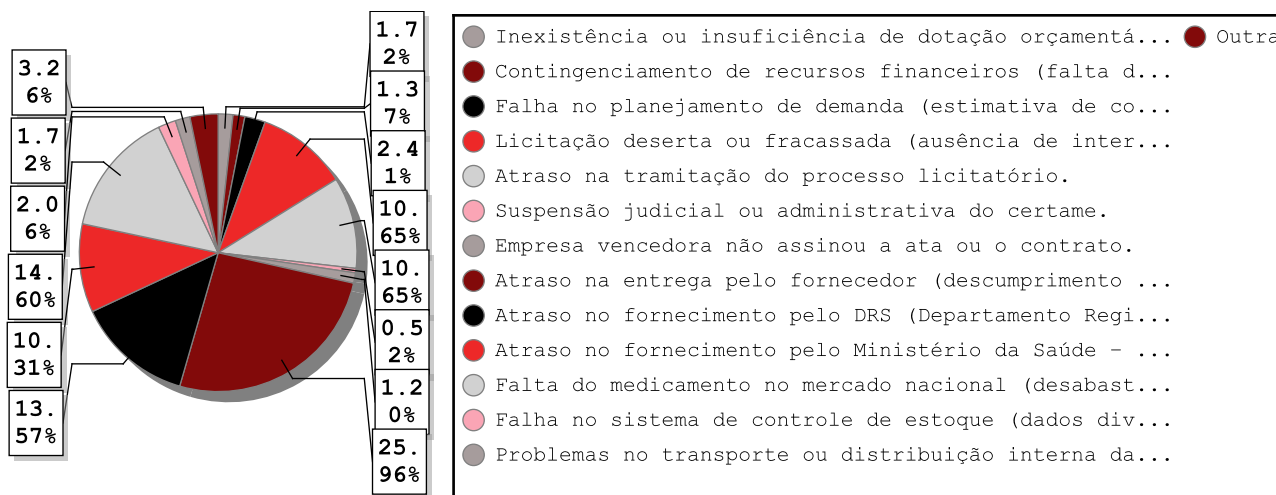 1.7
2%
3.2
6%
1.3
7%
1.7
2%
2.4
1%
2.0
6%
10.
65%
14.
60%
10.
65%
10.
31%
0.5
2%
13.
57%
1.2
0%
25.
96%
Inexistência ou insuficiência de dotação orçamentá... Outra
Contingenciamento de recursos financeiros (falta d...
Falha no planejamento de demanda (estimativa de co...
Licitação deserta ou fracassada (ausência de inter...
Atraso na tramitação do processo licitatório.
Suspensão judicial ou administrativa do certame.
Empresa vencedora não assinou a ata ou o contrato.
Atraso na entrega pelo fornecedor (descumprimento ...
Atraso no fornecimento pelo DRS (Departamento Regi...
Atraso no fornecimento pelo Ministério da Saúde – ...
Falta do medicamento no mercado nacional (desabast...
Falha no sistema de controle de estoque (dados div...
Problemas no transporte ou distribuição interna da...